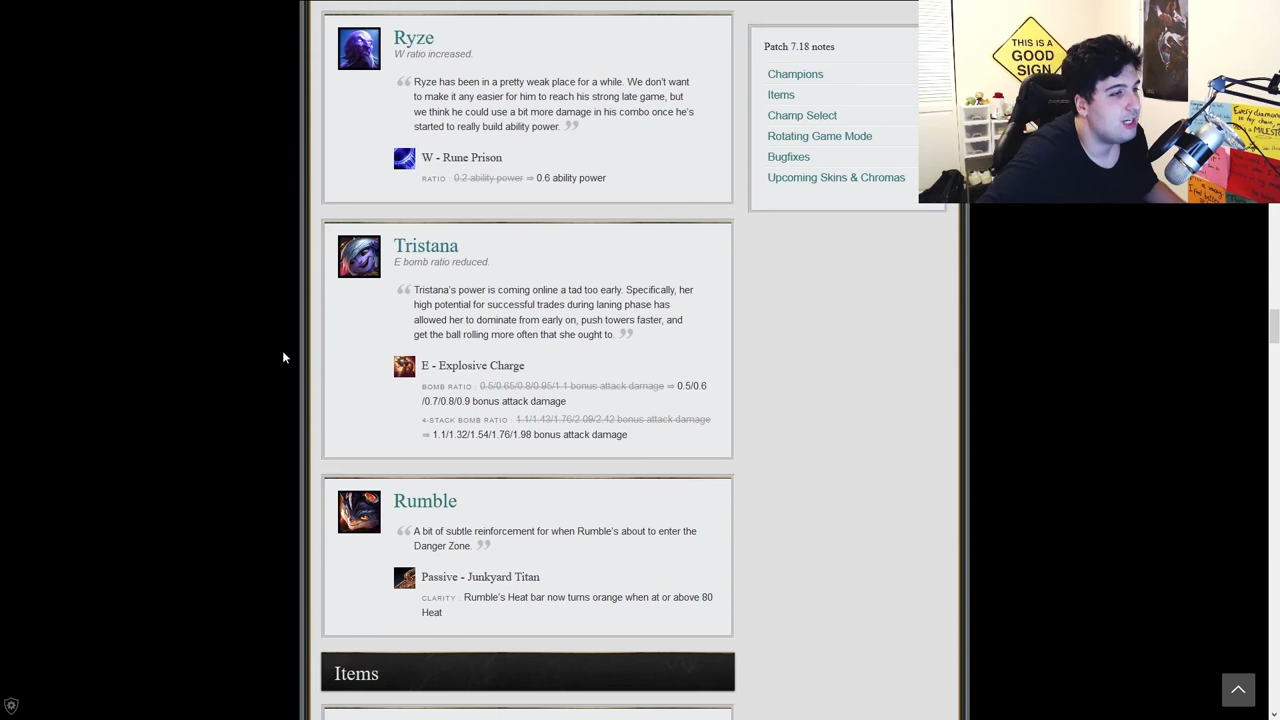 Ryze
W ratio increased.
Ryze has been in a pretty weak place for a while. We don't want
to make it any easier for him to reach his strong late game, but
we think he could use a bit more damage in his combo once he's
started to really build ability power.
W - Rune Prison
RATIO : 0.2 ability power ⇒ 0.6 ability power
Tristana
E bomb ratio reduced.
Tristana's power is coming online a tad too early. Specifically, her
high potential for successful trades during laning phase has
allowed her to dominate from early on, push towers faster, and
get the ball rolling more often that she ought to.
E - Explosive Charge
BOMB RATIO : 0.5/0.65/0.8/0.95/1.1 bonus attack damage ⇒ 0.5/0.6
/0.7/0.8/0.9 bonus attack damage
4-STACK BOMB RATIO : 1.1/1.43/1.76/2.09/2.42 bonus attack damage
⇒ 1.1/1.32/1.54/1.76/1.98 bonus attack damage
Rumble
A bit of subtle reinforcement for when Rumble's about to enter the
Danger Zone.
Passive - Junkyard Titan
CLARITY : Rumble's Heat bar now turns orange when at or above 80
Heat
Items
Patch 7.18 notes
Champions
Items
Champ Select
Rotating Game Mode
Bugfixes
Upcoming Skins & Chromas
THIS IS A
GOOD
SIGN
Every